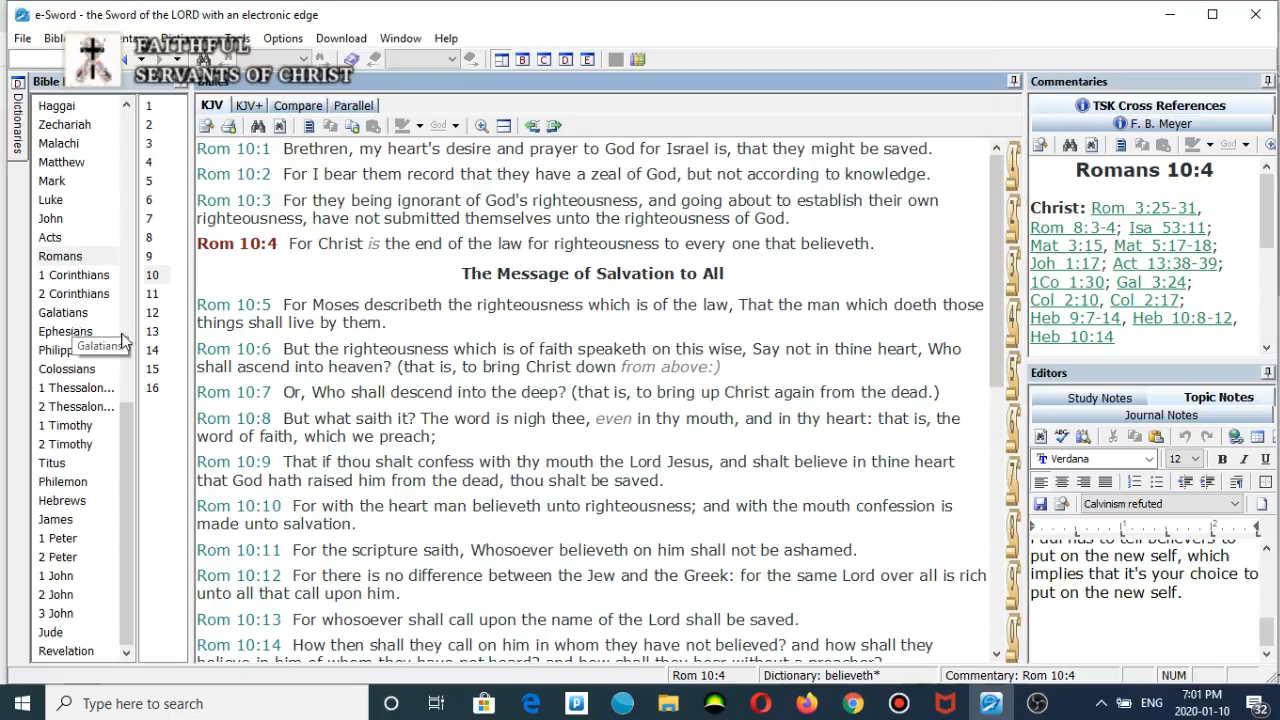 e-Sword - the Sword of the LORD with an electronic edge
File Options Download Window Help
FAITHFUL
SERVANTS OF CHRIST
Dictionaries
Haggai
Zechariah
Malachi
Matthew
Mark
Luke
John
Acts
Romans
1 Corinthians
2 Corinthians
Galatians
Ephesians
Galatians
Colossians
1 Thessalon...
2 Thessalon...
1 Timothy
2 Timothy
Titus
Philemon
Hebrews
James
1 Peter
2 Peter
1 John
2 John
3 John
Jude
Revelation
1
2
3
4
5
6
7
8
9
10
11
12
13
14
15
16
KJV KJV+ Compare Parallel
God
Rom 10:1 Brethren, my heart's desire and prayer to God for Israel is, that they might be saved.
Rom 10:2 For I bear them record that they have a zeal of God, but not according to knowledge.
Rom 10:3 For they being ignorant of God's righteousness, and going about to establish their own
righteousness, have not submitted themselves unto the righteousness of God.
Rom 10:4 For Christ is the end of the law for righteousness to every one that believeth.
The Message of Salvation to All
Rom 10:5 For Moses describeth the righteousness which is of the law, That the man which doeth those
things shall live by them.
Rom 10:6 But the righteousness which is of faith speaketh on this wise, Say not in thine heart, Who
shall ascend into heaven? (that is, to bring Christ down from above:)
Rom 10:7 Or, Who shall descend into the deep? (that is, to bring up Christ again from the dead.)
Rom 10:8 But what saith it? The word is nigh thee, even in thy mouth, and in thy heart: that is, the
word of faith, which we preach;
Rom 10:9 That if thou shalt confess with thy mouth the Lord Jesus, and shalt believe in thine heart
that God hath raised him from the dead, thou shalt be saved.
Rom 10:10 For with the heart man believeth unto righteousness; and with the mouth confession is
made unto salvation.
Rom 10:11 For the scripture saith, Whosoever believeth on him shall not be ashamed.
Rom 10:12 For there is no difference between the Jew and the Greek: for the same Lord over all is rich
unto all that call upon him.
Rom 10:13 For whosoever shall call upon the name of the Lord shall be saved.
Rom 10:14 How then shall they call on him in whom they have not believed? and how shall they
believe in him of whom they have not heard? and how shall they hear without a preacher?
Commentaries
TSK Cross References
F. B. Meyer
God
Romans 10:4
Christ: Rom 3:25-31,
Rom 8:3-4; Isa 53:11;
Mat 3:15, Mat 5:17-18;
Joh 1:17; Act 13:38-39;
1Co 1:30; Gal 3:24;
Col 2:10, Col 2:17;
Heb 9:7-14, Heb 10:8-12,
Heb 10:14
Editors
Study Notes Topic Notes
Journal Notes
Verdana 12 B I U
Calvinism refuted
1 2
put on the new self, which
implies that it's your choice to
put on the new self.
Rom 10:4 Dictionary: believeth* Commentary: Rom 10:4 NUM
Type here to search
ENG
7:01 PM
2020-01-10
32